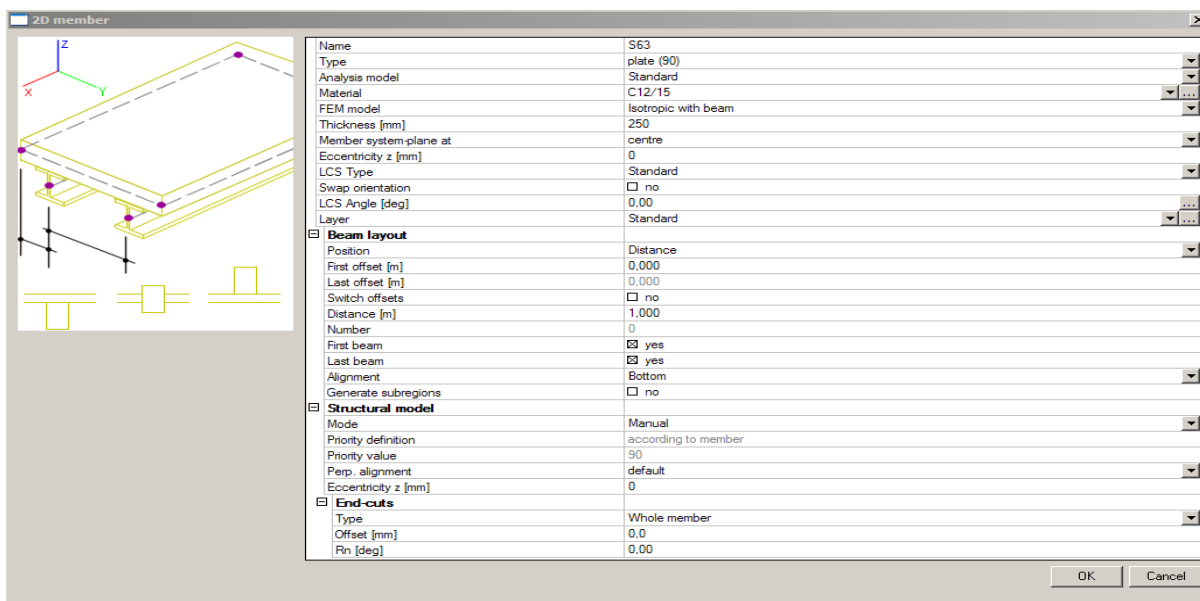 2D member
Z
X
Y
Name S63
Type plate (90)
Analysis model Standard
Material C12/15 ...
FEM model Isotropic with beam
Thickness [mm] 250
Member system-plane at centre
Eccentricity z [mm] 0
LCS Type Standard
Swap orientation no
LCS Angle [deg] 0,00 ...
Layer Standard ...
Beam layout
Position Distance
First offset [m] 0,000
Last offset [m] 0,000
Switch offsets no
Distance [m] 1,000
Number 0
First beam yes
Last beam yes
Alignment Bottom
Generate subregions no
Structural model
Mode Manual
Priority definition according to member
Priority value 90
Perp. alignment default
Eccentricity z [mm] 0
End-cuts
Type Whole member
Offset [mm] 0,0
Rn [deg] 0,00
OK Cancel